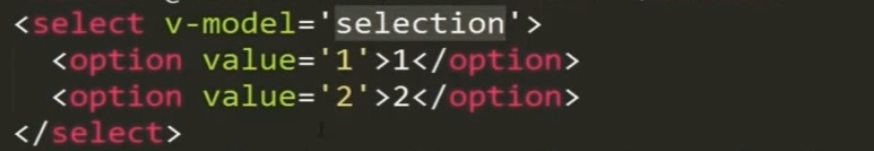 <select v-model='selection'>
  <option value='1'>1</option>
  <option value='2'>2</option>
</select>